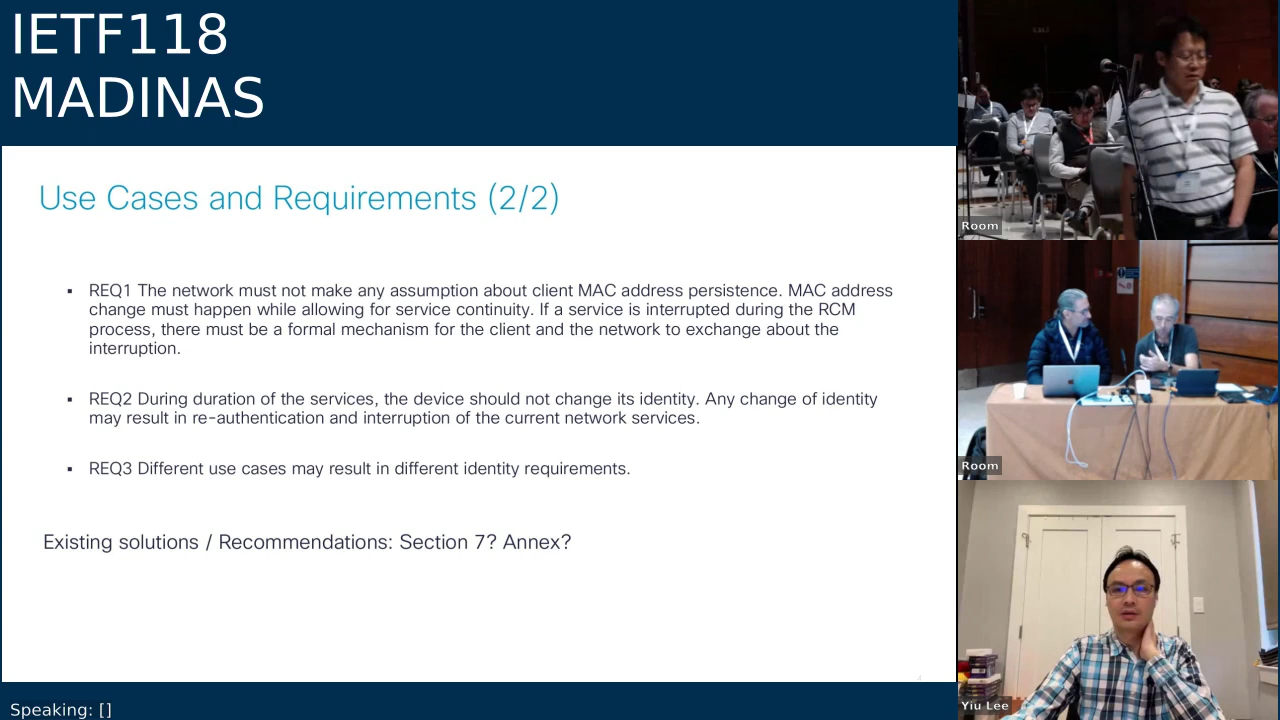 IETF118
MADINAS
Use Cases and Requirements (2/2)
▪ REQ1 The network must not make any assumption about client MAC address persistence. MAC address
change must happen while allowing for service continuity. If a service is interrupted during the RCM
process, there must be a formal mechanism for the client and the network to exchange about the
interruption.
▪ REQ2 During duration of the services, the device should not change its identity. Any change of identity
may result in re-authentication and interruption of the current network services.
▪ REQ3 Different use cases may result in different identity requirements.
Existing solutions / Recommendations: Section 7? Annex?
4
Speaking: []
Room
Room
Yiu Lee